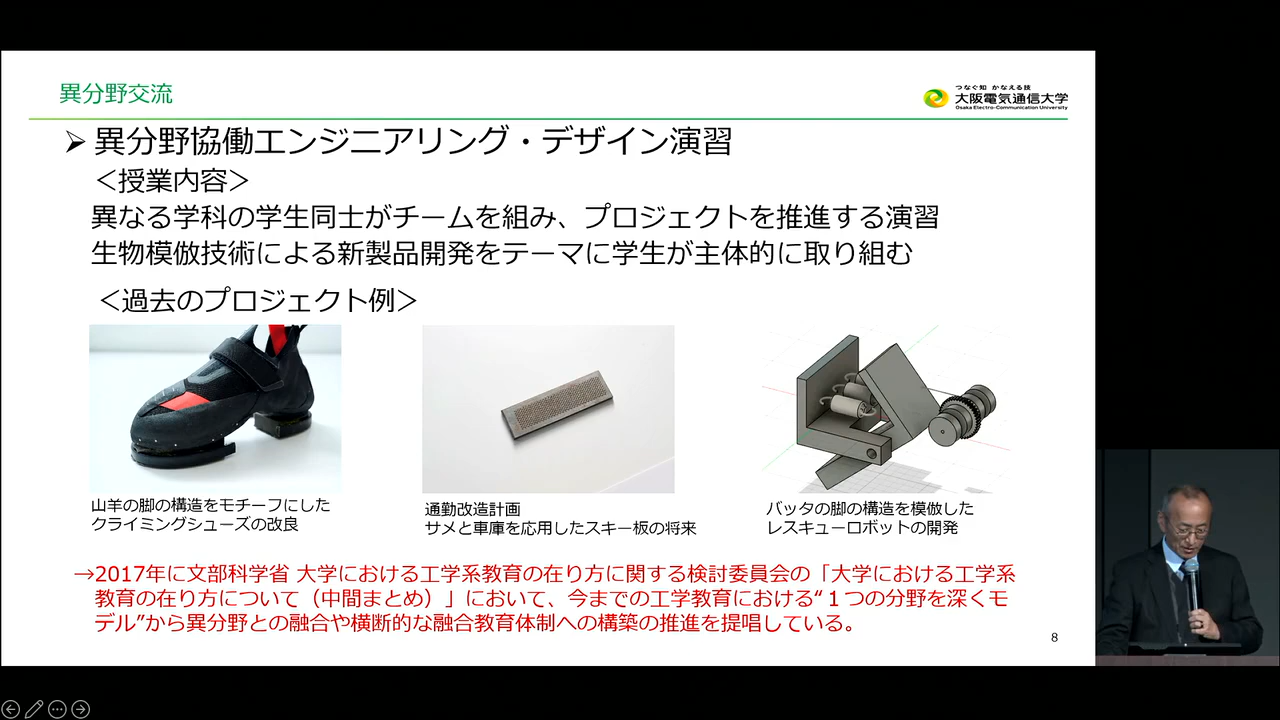 異分野交流
つなぐ知 かなえる技
大阪電気通信大学
Osaka Electro-Communication University
➢ 異分野協働エンジニアリング・デザイン演習
＜授業内容＞
異なる学科の学生同士がチームを組み、プロジェクトを推進する演習
生物模倣技術による新製品開発をテーマに学生が主体的に取り組む
＜過去のプロジェクト例＞
山羊の脚の構造をモチーフにした
クライミングシューズの改良
通勤改造計画
サメと車庫を応用したスキー板の将来
バッタの脚の構造を模倣した
レスキューロボットの開発
→2017年に文部科学省 大学における工学系教育の在り方に関する検討委員会の「大学における工学系
教育の在り方について（中間まとめ）」において、今までの工学教育における“１つの分野を深くモ
デル”から異分野との融合や横断的な融合教育体制への構築の推進を提唱している。
8